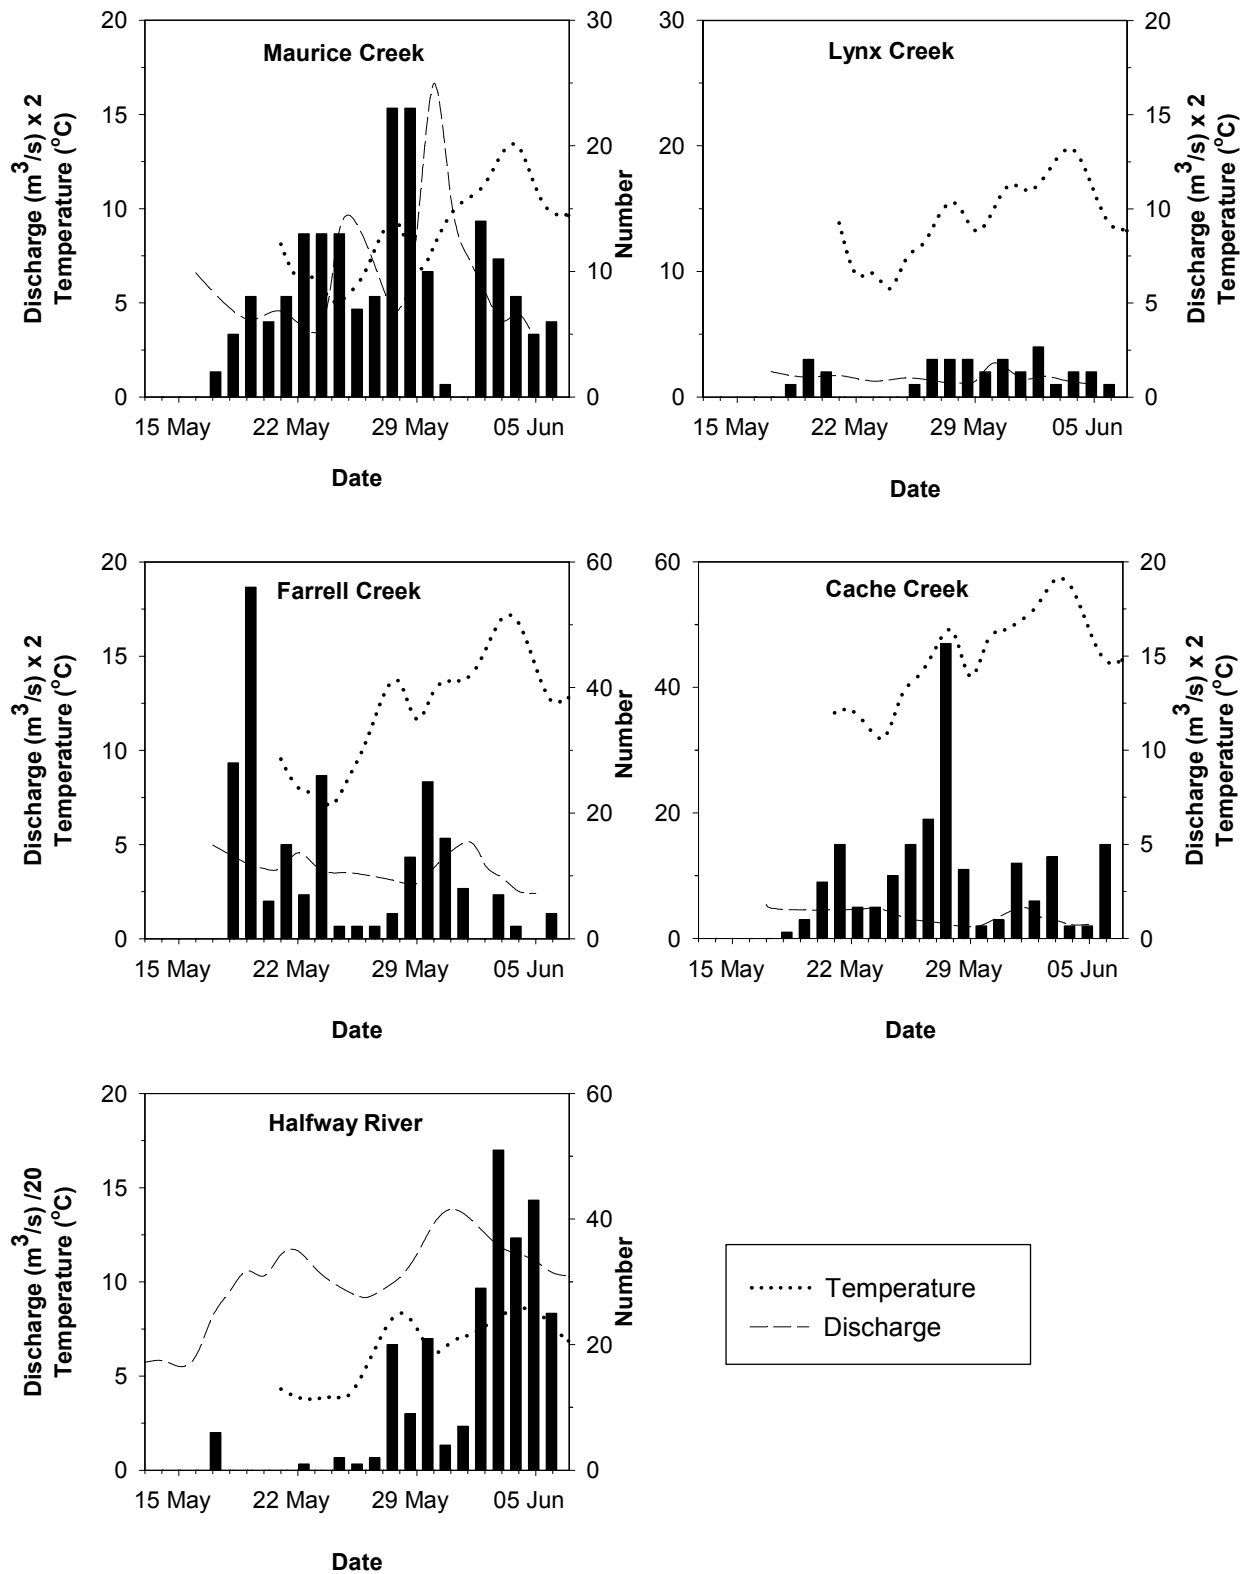 Maurice Creek
20
15
10
5
0
30
20
10
0
Discharge (m3/s) x 2
Temperature (oC)
Number
15 May 22 May 29 May 05 Jun
Date
Lynx Creek
30
20
10
0
20
15
10
5
0
Discharge (m3/s) x 2
Temperature (oC)
15 May 22 May 29 May 05 Jun
Date
Farrell Creek
20
15
10
5
0
60
40
20
0
Discharge (m3/s) x 2
Temperature (oC)
Number
15 May 22 May 29 May 05 Jun
Date
Cache Creek
60
40
20
0
20
15
10
5
0
Discharge (m3/s) x 2
Temperature (oC)
15 May 22 May 29 May 05 Jun
Date
Halfway River
20
15
10
5
0
60
40
20
0
Discharge (m3/s) /20
Temperature (oC)
Number
15 May 22 May 29 May 05 Jun
Date
Temperature
Discharge